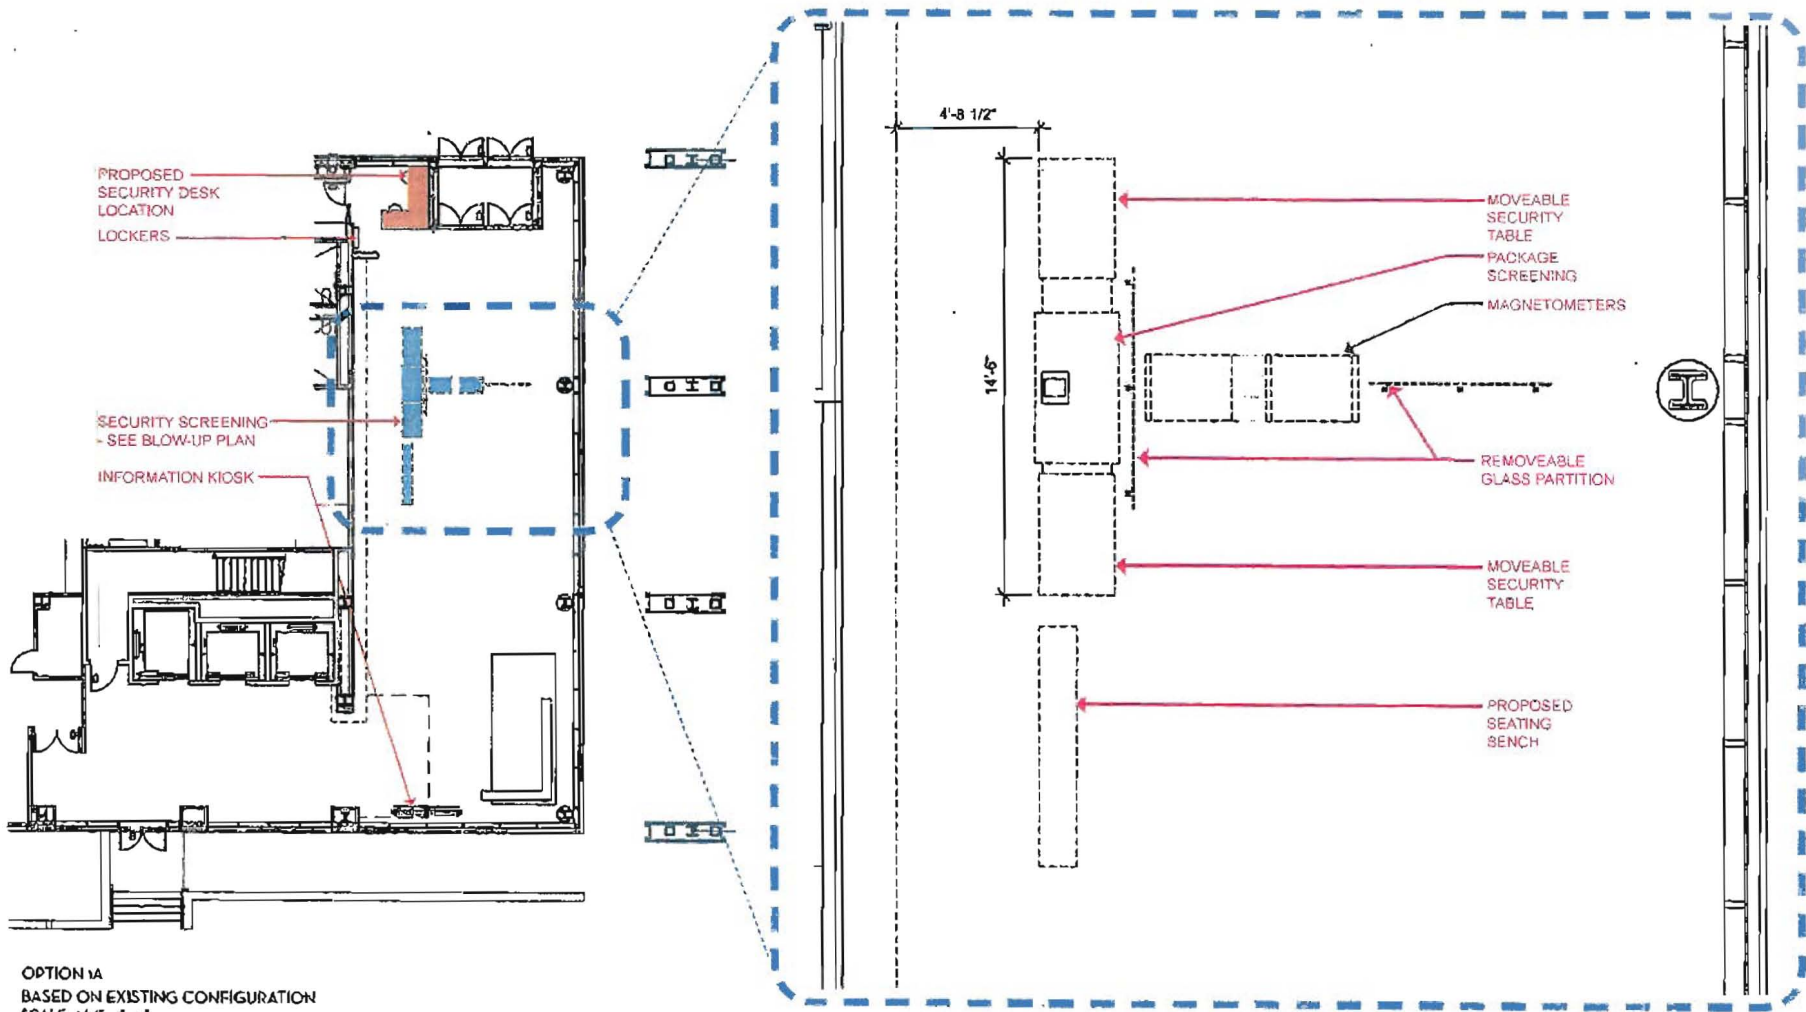 PROPOSED
SECURITY DESK
LOCATION
LOCKERS
SECURITY SCREENING
- SEE BLOW-UP PLAN
INFORMATION KIOSK
OPTION 1A
BASED ON EXISTING CONFIGURATION
4'-8 1/2"
14'-6"
MOVEABLE
SECURITY
TABLE
PACKAGE
SCREENING
MAGNETOMETERS
REMOVEABLE
GLASS PARTITION
MOVEABLE
SECURITY
TABLE
PROPOSED
SEATING
BENCH